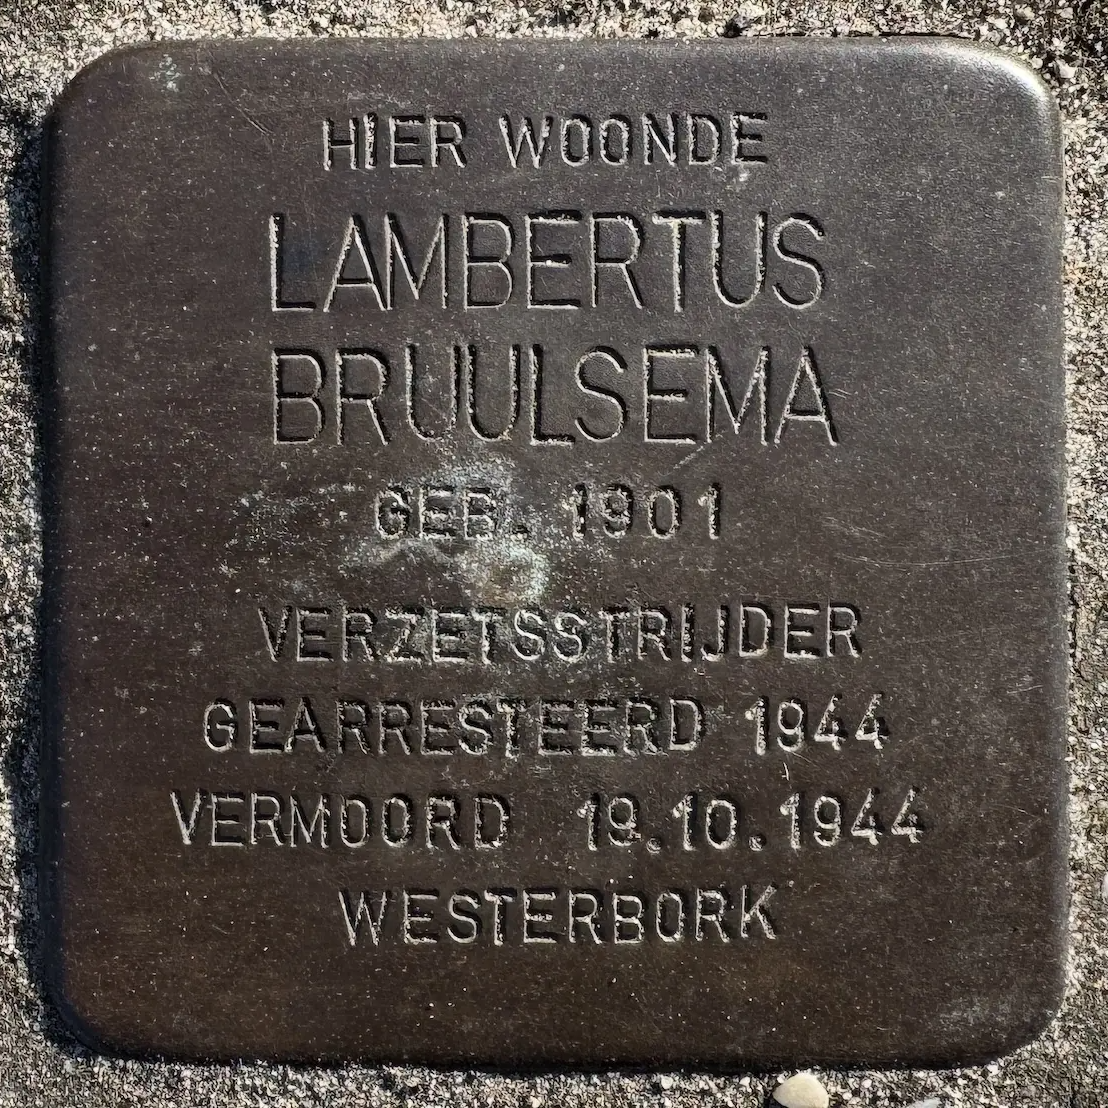 HIER WOONDE
LAMBERTUS
BRUULSEMA
GEB. 1901
VERZETSSTRIJDER
GEARRESTEERD 1944
VERMOORD 19.10.1944
WESTERBORK